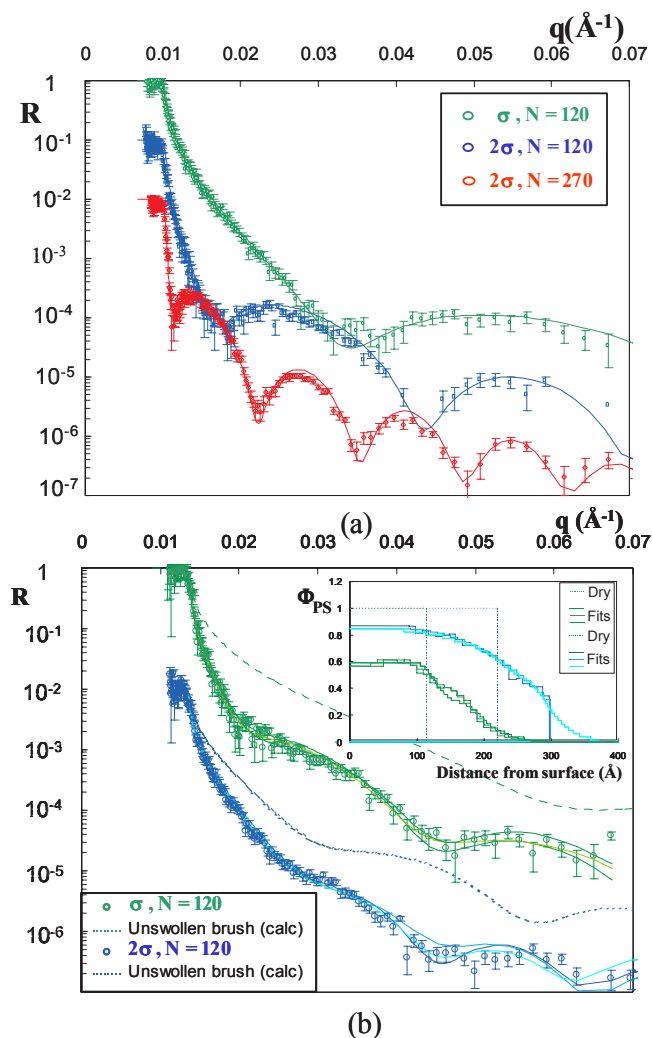 q(Å⁻¹)
0 0.01 0.02 0.03 0.04 0.05 0.06 0.07
1
R
10⁻¹
10⁻²
10⁻³
10⁻⁴
10⁻⁵
10⁻⁶
10⁻⁷
σ , N = 120
2σ , N = 120
2σ , N = 270
(a)
q (Å⁻¹)
0 0.01 0.02 0.03 0.04 0.05 0.06 0.07
1
R
10⁻¹
10⁻²
10⁻³
10⁻⁴
10⁻⁵
10⁻⁶
Φ_PS
1.2
1
0.8
0.6
0.4
0.2
0
0 100 200 300 400
Distance from surface (Å)
Dry
Fits
Dry
Fits
σ , N = 120
Unswollen brush (calc)
2σ, N = 120
Unswollen brush (calc)
(b)